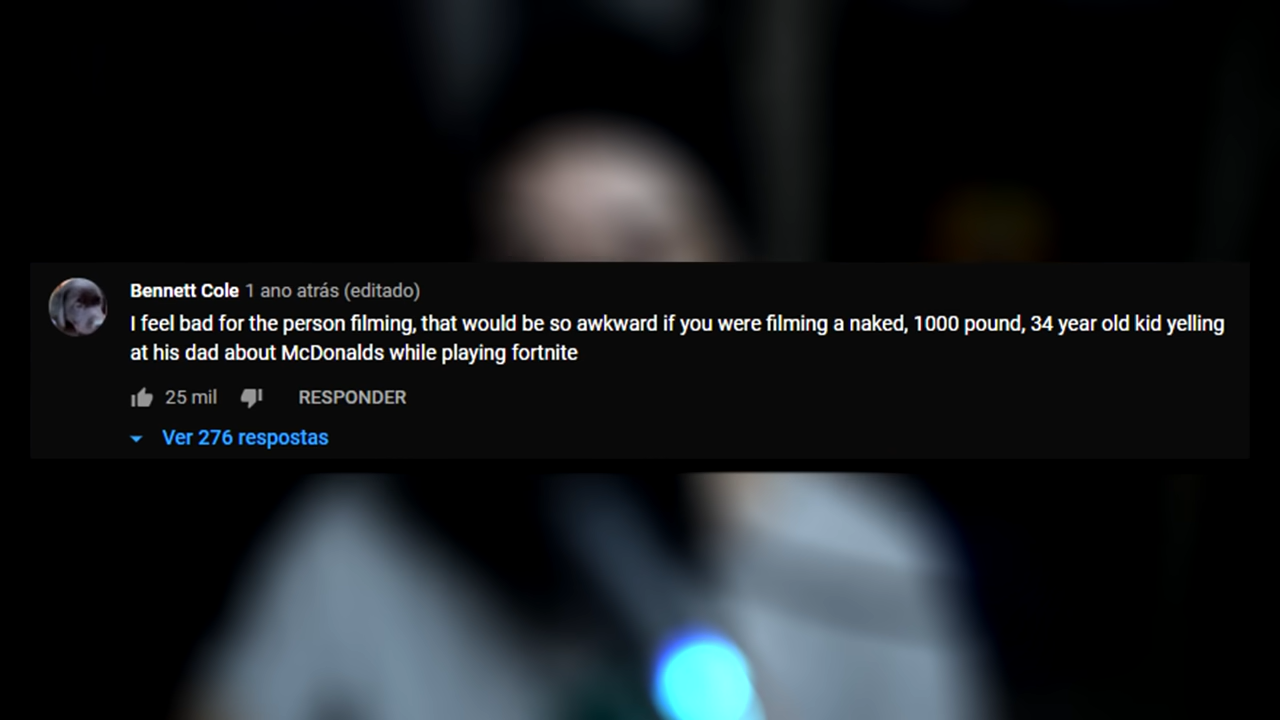 Bennett Cole 1 ano atrás (editado)
I feel bad for the person filming, that would be so awkward if you were filming a naked, 1000 pound, 34 year old kid yelling
at his dad about McDonalds while playing fortnite
25 mil RESPONDER
Ver 276 respostas